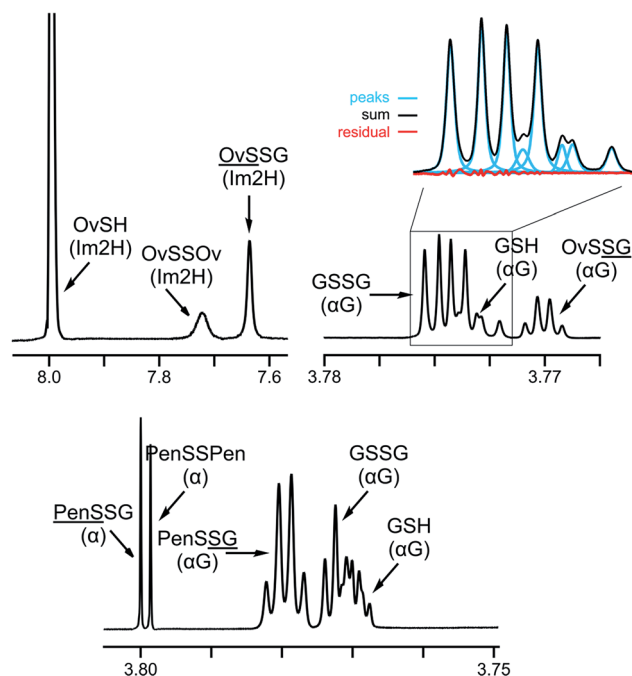 peaks
sum
residual
OvSSG
(Im2H)
OvSH
(Im2H)
OvSSOv
(Im2H)
GSH
(αG)
OvSSG
(αG)
GSSG
(αG)
8.0
7.8
7.6
3.78
3.77
PenSSPen
(α)
GSSG
(αG)
PenSSG
(α)
PenSSG
(αG)
GSH
(αG)
3.80
3.75